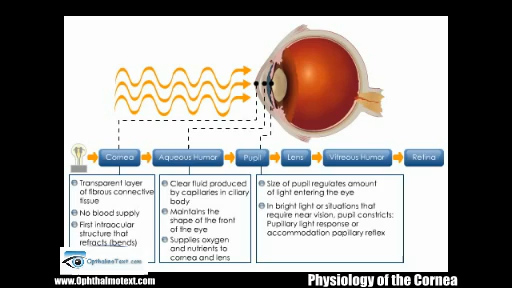 Cornea
Aqueous Humor
Pupil
Lens
Vitreous Humor
Retina
Transparent layer
of fibrous connective
tissue
No blood supply
First intraocular
structure that
refracts (bends)
Clear fluid produced
by capillaries in ciliary
body
Maintains the
shape of the front
of the eye
Supplies oxygen
and nutrients to
cornea and lens
Size of pupil regulates amount
of light entering the eye
In bright light or situations that
require near vision, pupil constricts:
Pupillary light response or
accommodation papillary reflex
OphthalmoText.com
www.Ophthalmotext.com
Physiology of the Cornea